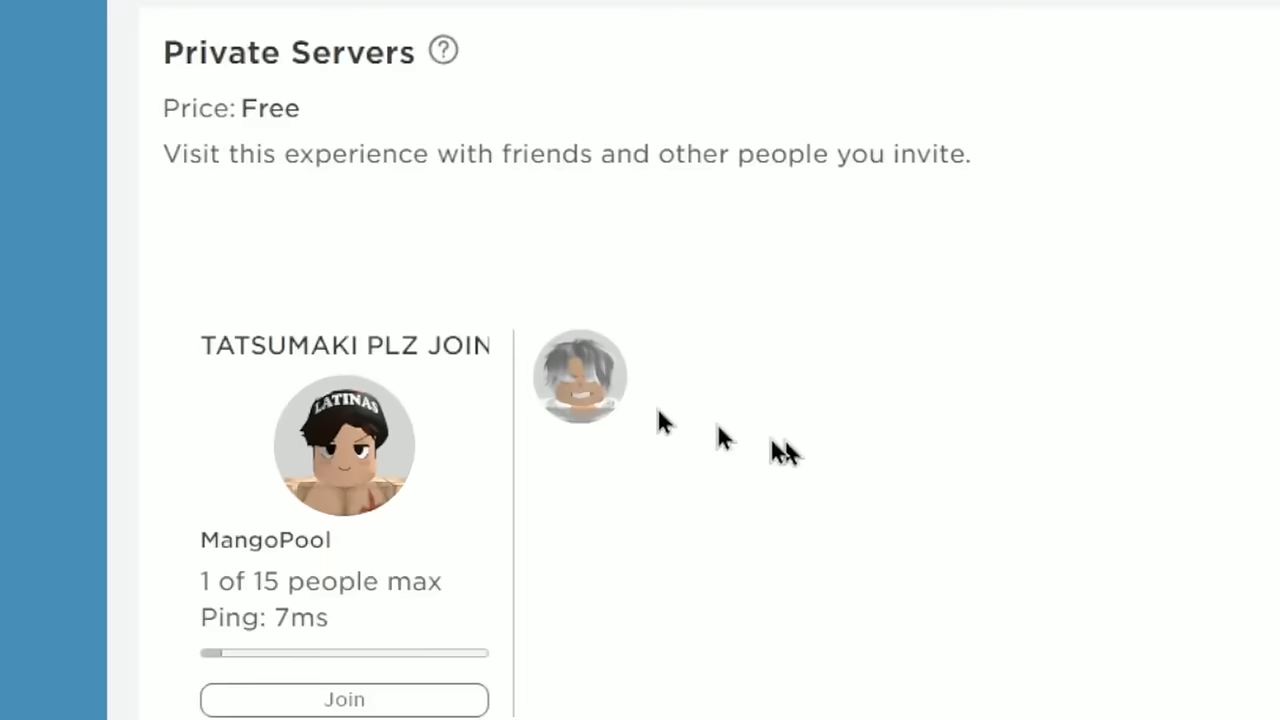 Private Servers ?
Price: Free
Visit this experience with friends and other people you invite.
TATSUMAKI PLZ JOIN
LATINAS
MangoPool
1 of 15 people max
Ping: 7ms
Join